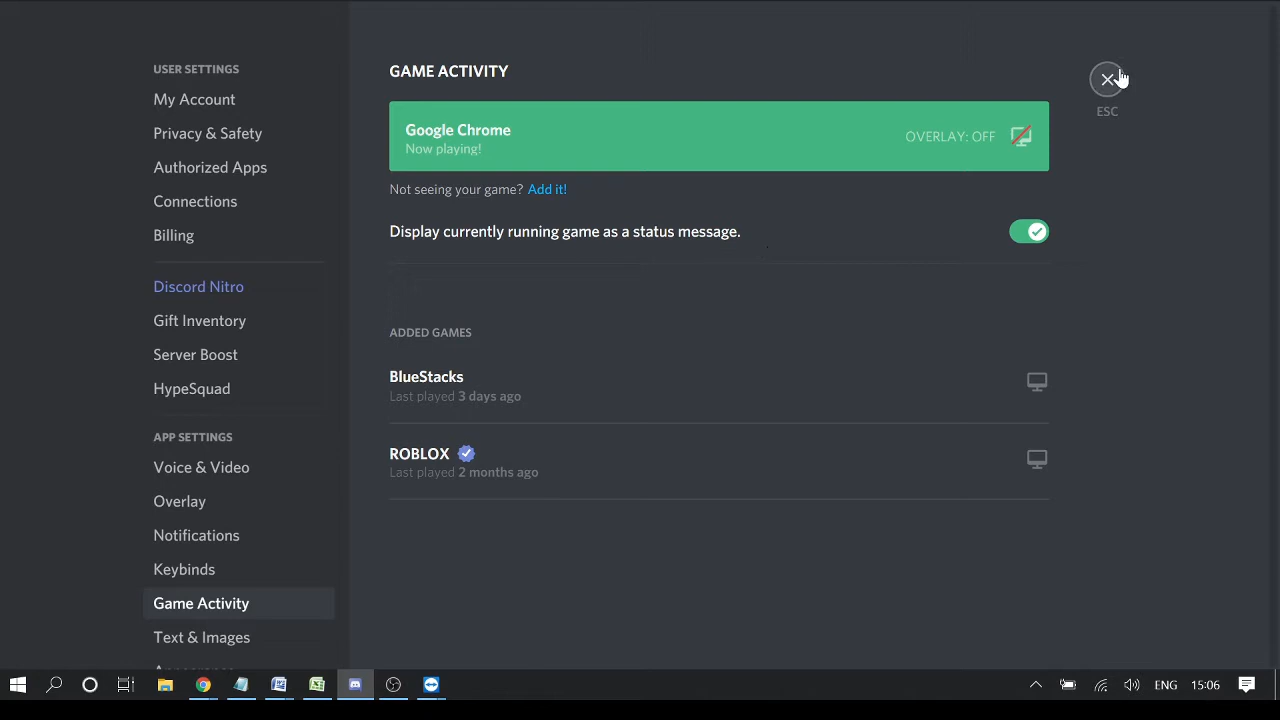 USER SETTINGS
My Account
Privacy & Safety
Authorized Apps
Connections
Billing
Discord Nitro
Gift Inventory
Server Boost
HypeSquad
APP SETTINGS
Voice & Video
Overlay
Notifications
Keybinds
Game Activity
Text & Images
GAME ACTIVITY
Google Chrome
Now playing!
OVERLAY: OFF
Not seeing your game? Add it!
Display currently running game as a status message.
ADDED GAMES
BlueStacks
Last played 3 days ago
ROBLOX
Last played 2 months ago
ESC
ENG
15:06